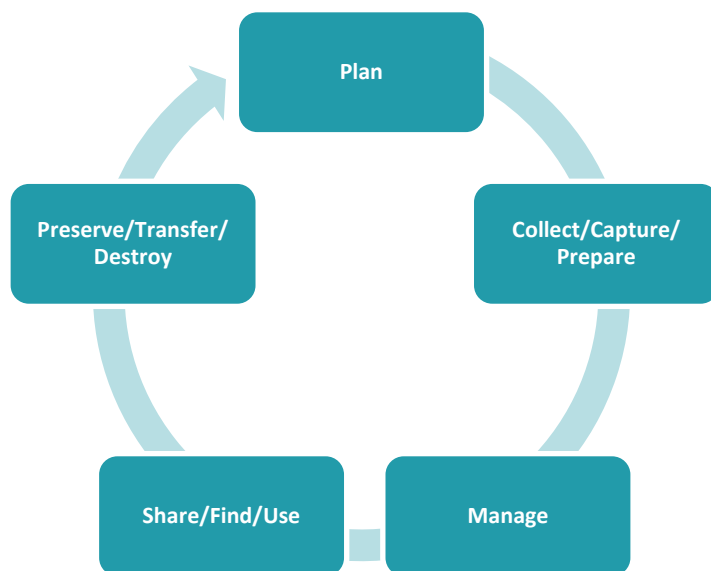 Plan
Collect/Capture/
Prepare
Manage
Share/Find/Use
Preserve/Transfer/
Destroy